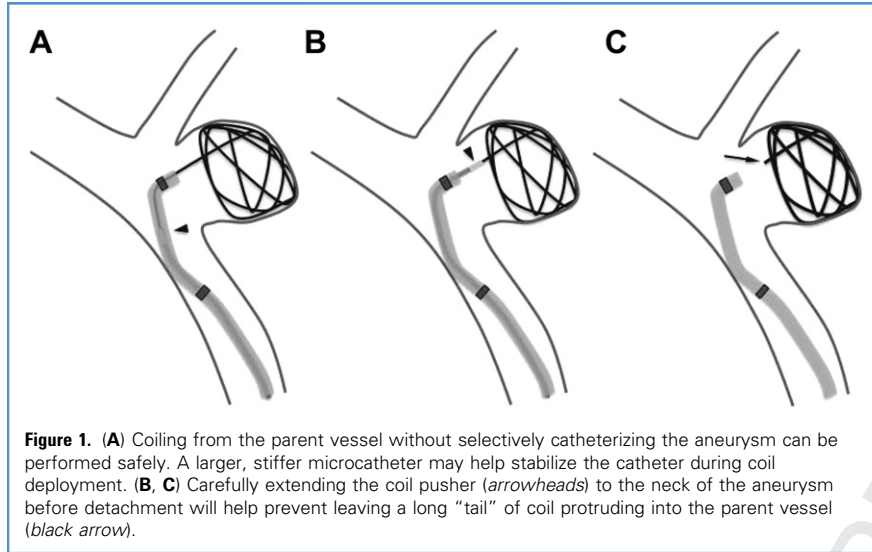 A B C
Figure 1. (A) Coiling from the parent vessel without selectively catheterizing the aneurysm can be
performed safely. A larger, stiffer microcatheter may help stabilize the catheter during coil
deployment. (B, C) Carefully extending the coil pusher (arrowheads) to the neck of the aneurysm
before detachment will help prevent leaving a long “tail” of coil protruding into the parent vessel
(black arrow).